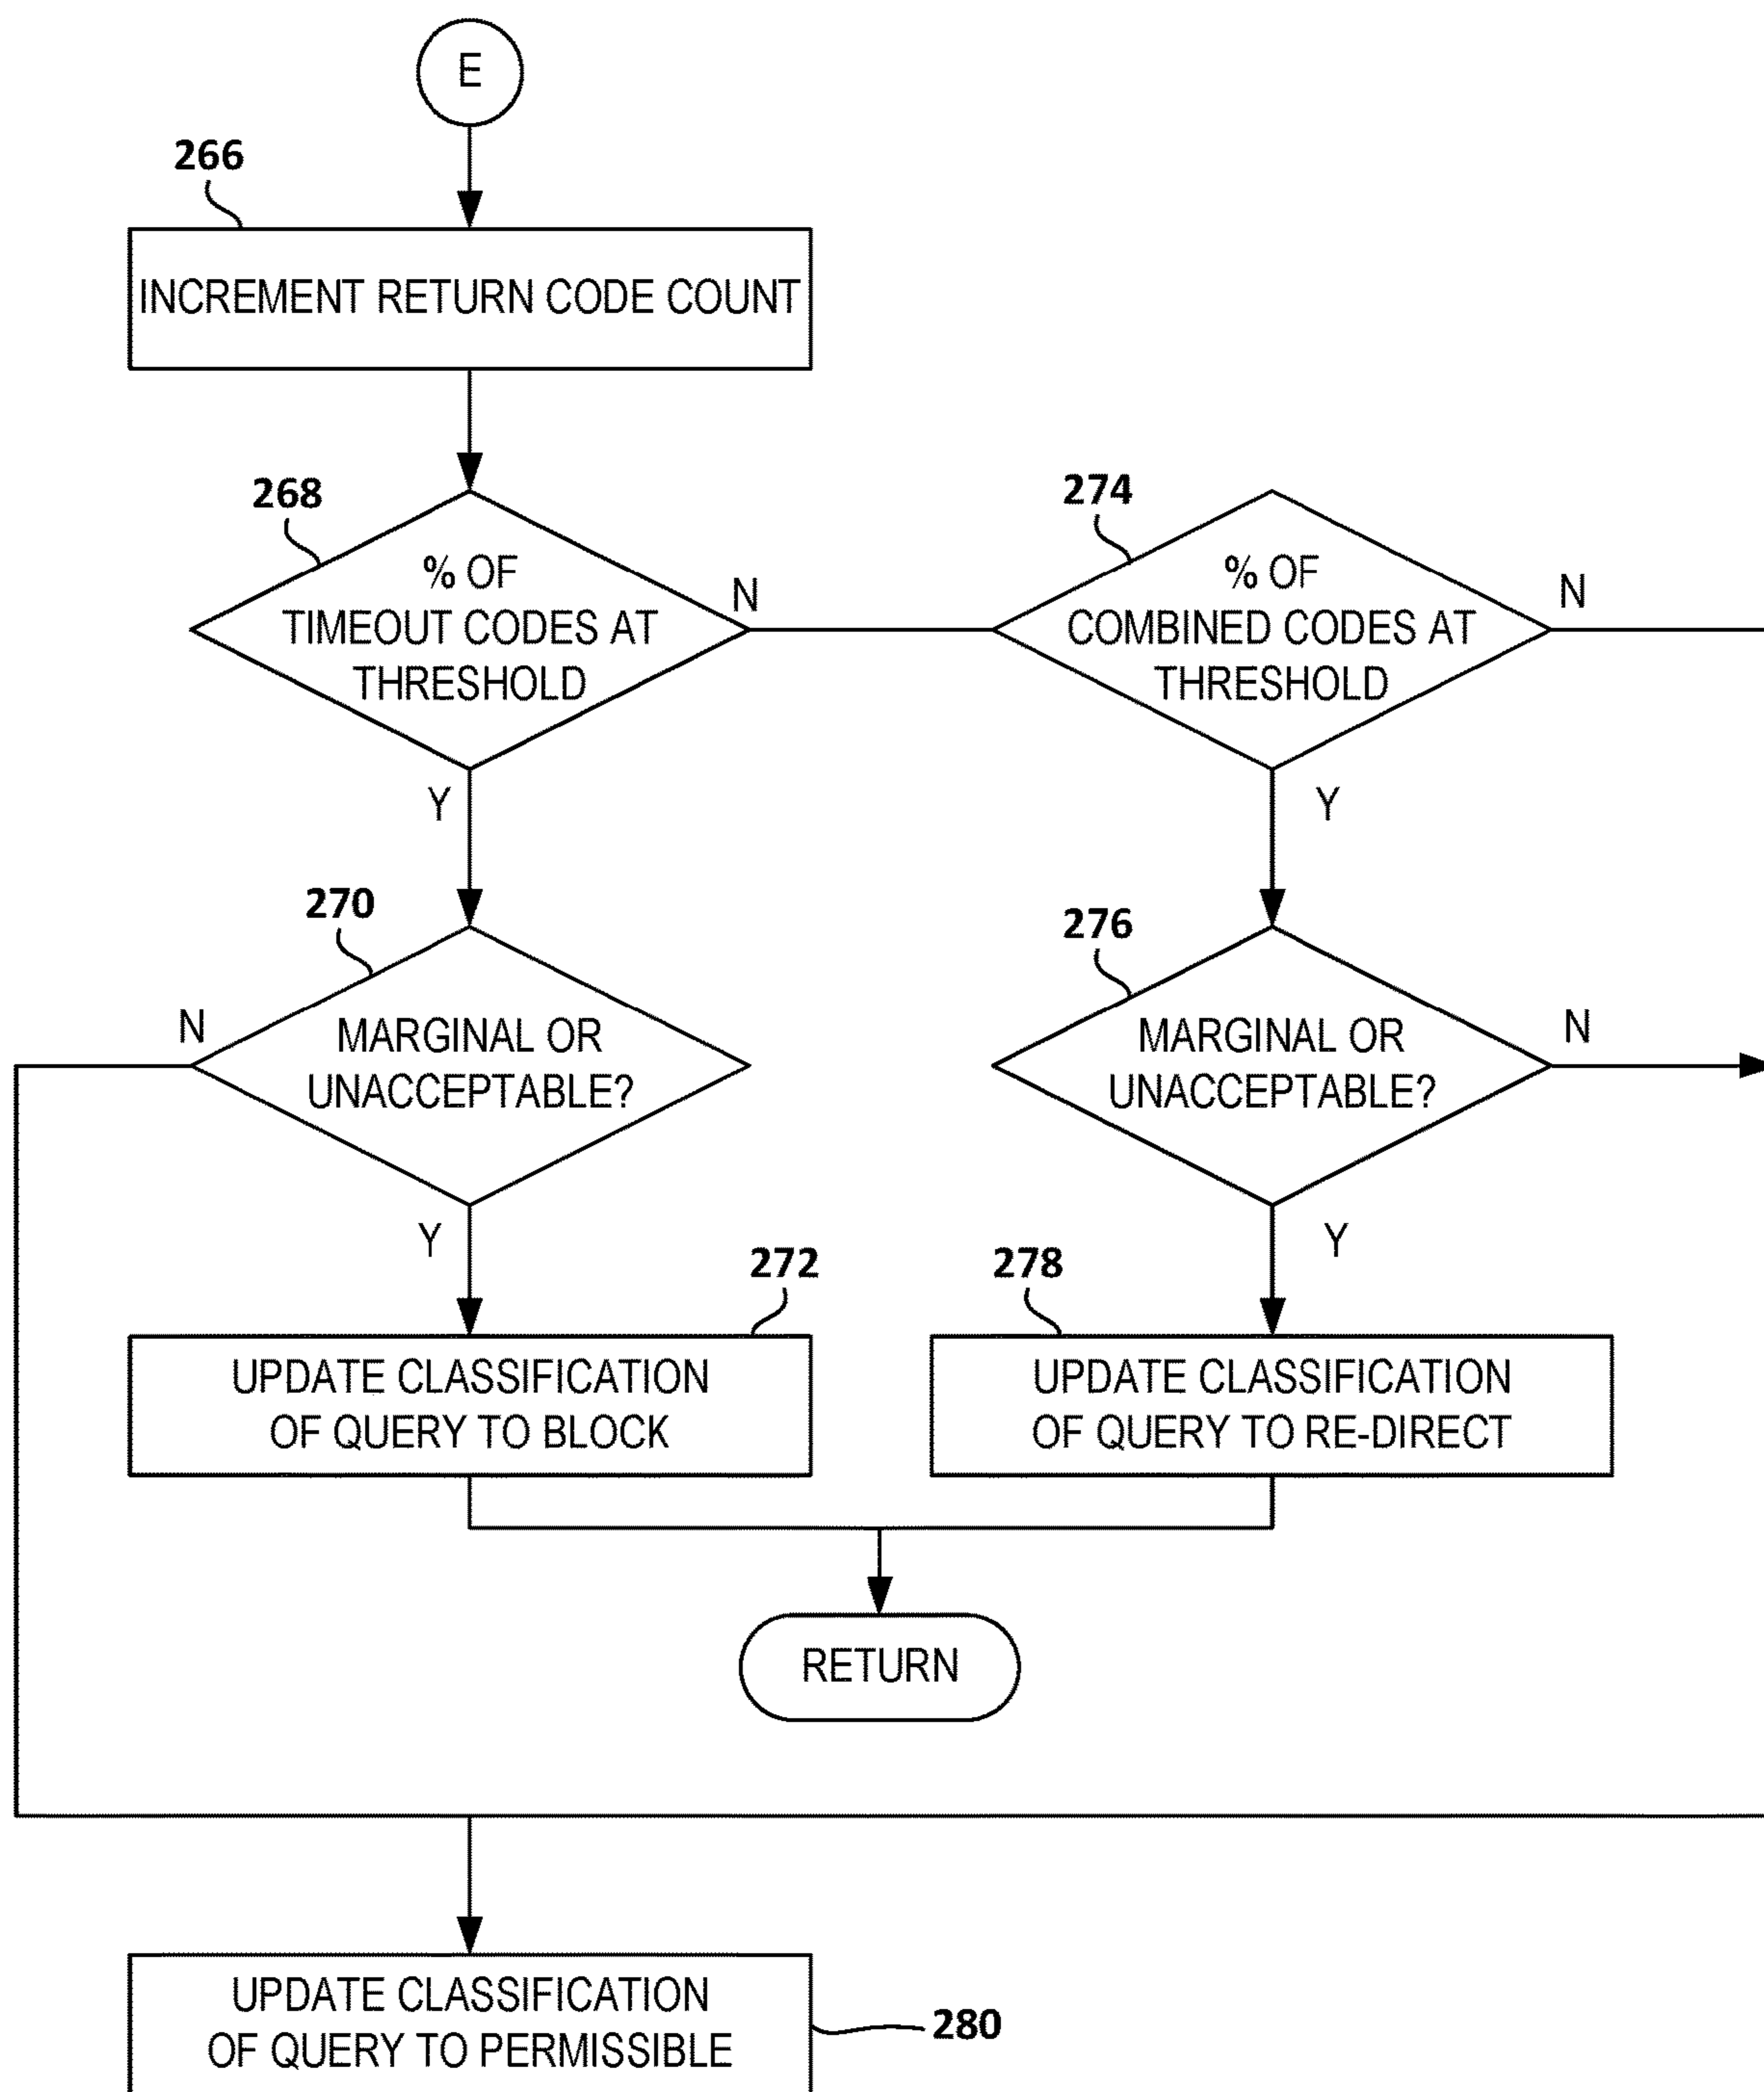 E
266
INCREMENT RETURN CODE COUNT
268
% OF
TIMEOUT CODES AT
THRESHOLD
N
Y
274
% OF
COMBINED CODES AT
THRESHOLD
N
Y
270
MARGINAL OR
UNACCEPTABLE?
N
Y
276
MARGINAL OR
UNACCEPTABLE?
N
Y
272
UPDATE CLASSIFICATION
OF QUERY TO BLOCK
278
UPDATE CLASSIFICATION
OF QUERY TO RE-DIRECT
RETURN
UPDATE CLASSIFICATION
OF QUERY TO PERMISSIBLE
280